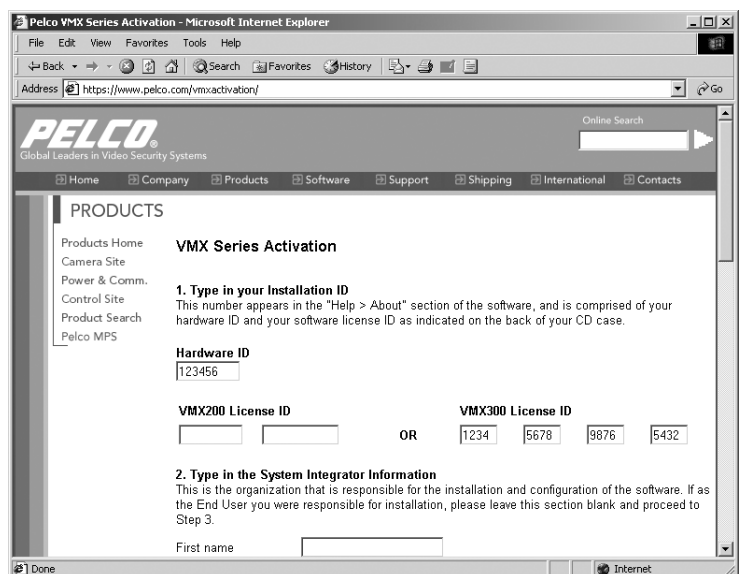 Pelco VMX Series Activation - Microsoft Internet Explorer
File Edit View Favorites Tools Help
Back Search Favorites History
Address https://www.pelco.com/vmxactivation/ Go
PELCO®
Global Leaders in Video Security Systems
Online Search
Home Company Products Software Support Shipping International Contacts
PRODUCTS
Products Home
Camera Site
Power & Comm.
Control Site
Product Search
Pelco MPS
VMX Series Activation
1. Type in your Installation ID
This number appears in the "Help > About" section of the software, and is comprised of your
hardware ID and your software license ID as indicated on the back of your CD case.
Hardware ID
123456
VMX200 License ID
OR
VMX300 License ID
1234 5678 9876 5432
2. Type in the System Integrator Information
This is the organization that is responsible for the installation and configuration of the software. If as
the End User you were responsible for installation, please leave this section blank and proceed to
Step 3.
First name
Done Internet